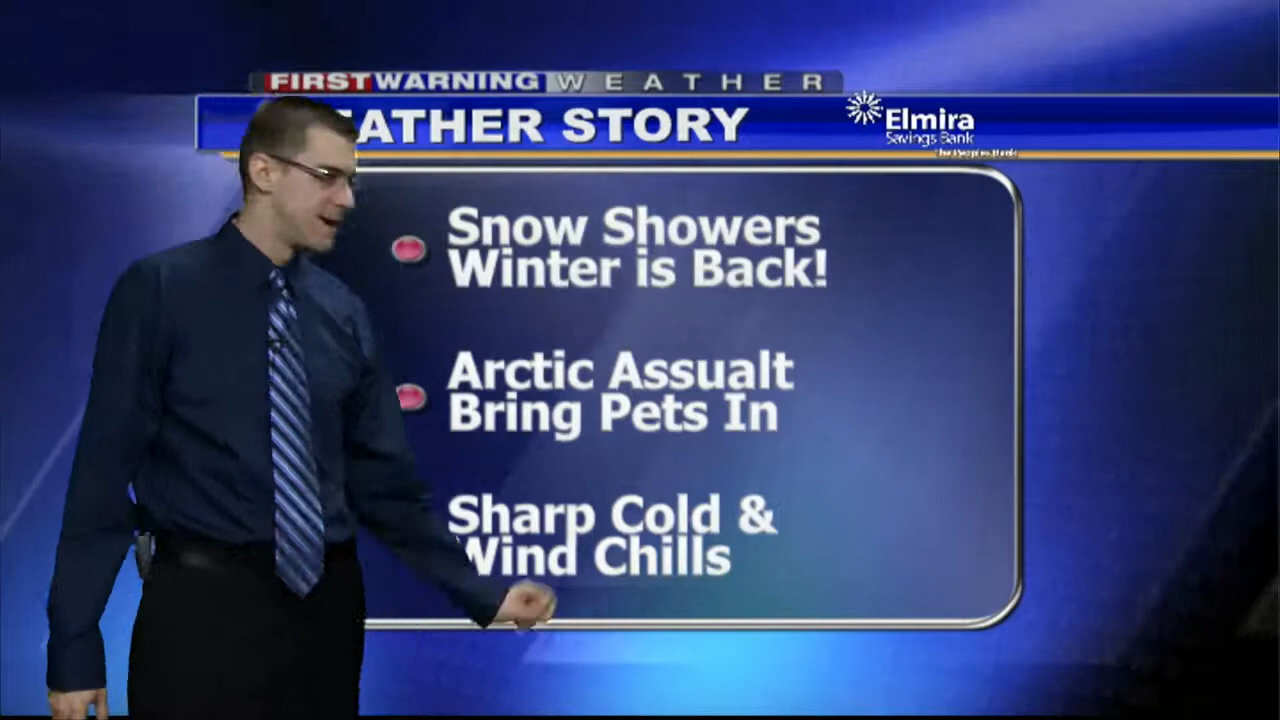 FIRST WARNING WEATHER
EATHER STORY
Elmira
Savings Bank
Snow Showers
Winter is Back!
Arctic Assualt
Bring Pets In
Sharp Cold &
Wind Chills